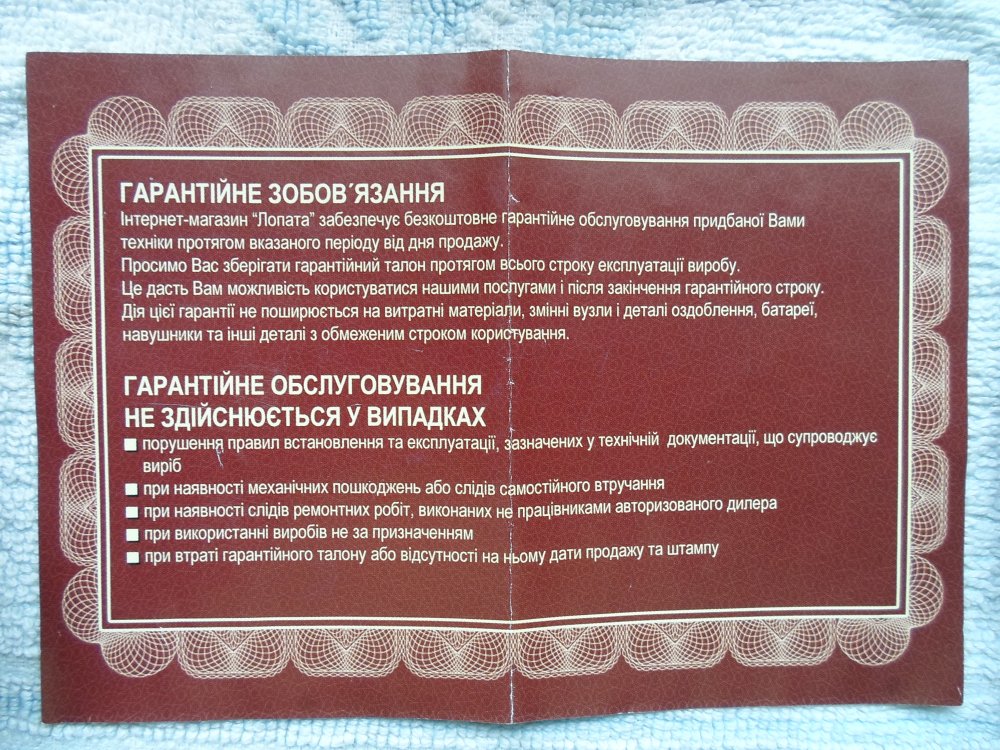 ГАРАНТІЙНЕ ЗОБОВ´ЯЗАННЯ
Інтернет-магазин “Лопата” забезпечує безкоштовне гарантійне обслуговування придбаної Вами
техніки протягом вказаного періоду від дня продажу.
Просимо Вас зберігати гарантійний талон протягом всього строку експлуатації виробу.
Це дасть Вам можливість користуватися нашими послугами і після закінчення гарантійного строку.
Дія цієї гарантії не поширюється на витратні матеріали, змінні вузли і деталі оздоблення, батареї,
навушники та інші деталі з обмеженим строком користування.
ГАРАНТІЙНЕ ОБСЛУГОВУВАННЯ
НЕ ЗДІЙСНЮЄТЬСЯ У ВИПАДКАХ
■ порушення правил встановлення та експлуатації, зазначених у технічній документації, що супроводжує
виріб
■ при наявності механічних пошкоджень або слідів самостійного втручання
■ при наявності слідів ремонтних робіт, виконаних не працівниками авторизованого дилера
■ при використанні виробів не за призначенням
■ при втраті гарантійного талону або відсутності на ньому дати продажу та штампу